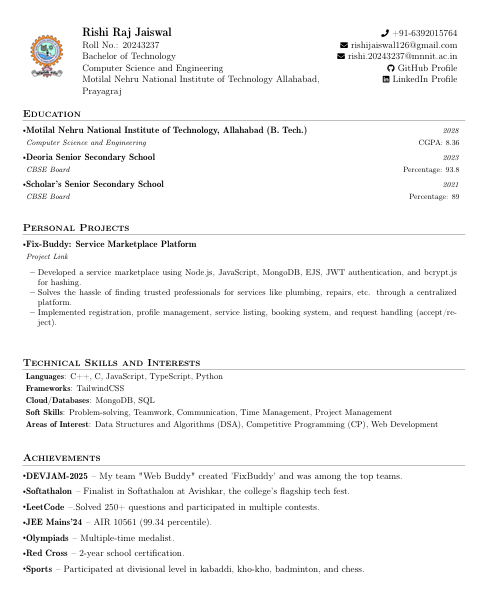 Rishi Raj Jaiswal
Roll No.: 20243237
Bachelor of Technology
Computer Science and Engineering
Motilal Nehru National Institute of Technology Allahabad,
Prayagraj
+91-6392015764
rishijaiswal126@gmail.com
rishi.20243237@mnnit.ac.in
GitHub Profile
LinkedIn Profile
Education
•Motilal Nehru National Institute of Technology, Allahabad (B. Tech.) 2028
Computer Science and Engineering CGPA: 8.36
•Deoria Senior Secondary School 2023
CBSE Board Percentage: 93.8
•Scholar's Senior Secondary School 2021
CBSE Board Percentage: 89
Personal Projects
•Fix-Buddy: Service Marketplace Platform
Project Link
– Developed a service marketplace using Node.js, JavaScript, MongoDB, EJS, JWT authentication, and bcrypt.js
for hashing.
– Solves the hassle of finding trusted professionals for services like plumbing, repairs, etc. through a centralized
platform.
– Implemented registration, profile management, service listing, booking system, and request handling (accept/re-
ject).
Technical Skills and Interests
Languages: C++, C, JavaScript, TypeScript, Python
Frameworks: TailwindCSS
Cloud/Databases: MongoDB, SQL
Soft Skills: Problem-solving, Teamwork, Communication, Time Management, Project Management
Areas of Interest: Data Structures and Algorithms (DSA), Competitive Programming (CP), Web Development
Achievements
•DEVJAM-2025 – My team "Web Buddy" created 'FixBuddy' and was among the top teams.
•Softathalon – Finalist in Softathalon at Avishkar, the college's flagship tech fest.
•LeetCode – Solved 250+ questions and participated in multiple contests.
•JEE Mains'24 – AIR 10561 (99.34 percentile).
•Olympiads – Multiple-time medalist.
•Red Cross – 2-year school certification.
•Sports – Participated at divisional level in kabaddi, kho-kho, badminton, and chess.